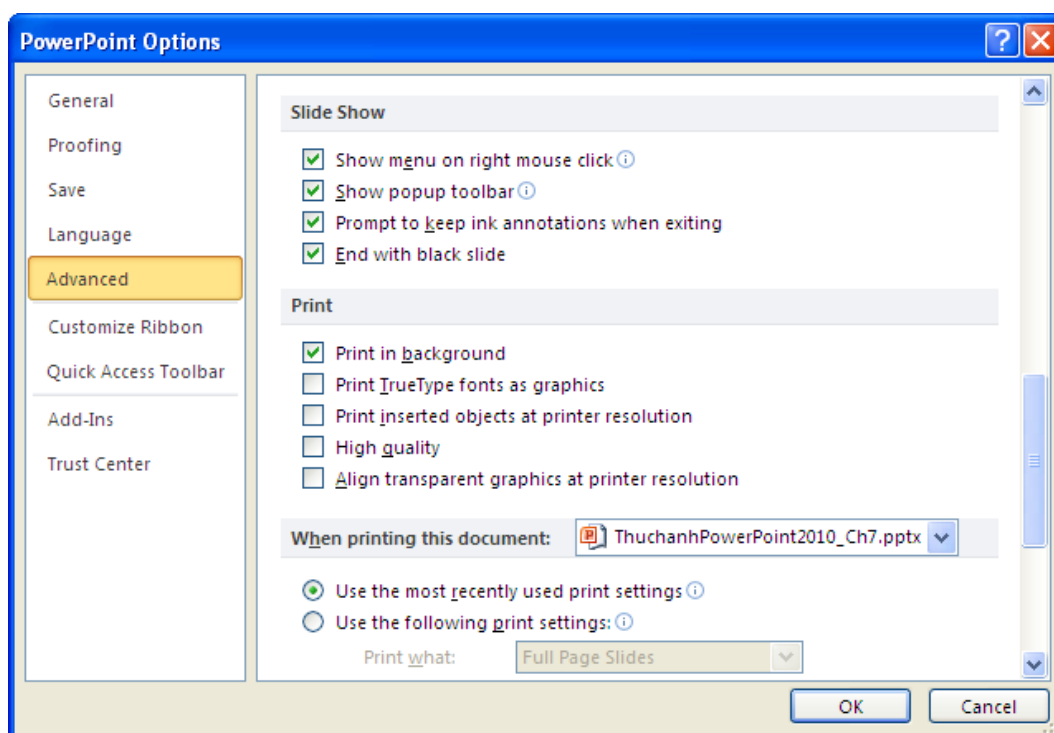 PowerPoint Options
General
Proofing
Save
Language
Advanced
Customize Ribbon
Quick Access Toolbar
Add-Ins
Trust Center
Slide Show
Show menu on right mouse click
Show popup toolbar
Prompt to keep ink annotations when exiting
End with black slide
Print
Print in background
Print TrueType fonts as graphics
Print inserted objects at printer resolution
High quality
Align transparent graphics at printer resolution
When printing this document: ThuchanhPowerPoint2010_Ch7.pptx
Use the most recently used print settings
Use the following print settings:
Print what: Full Page Slides
OK Cancel